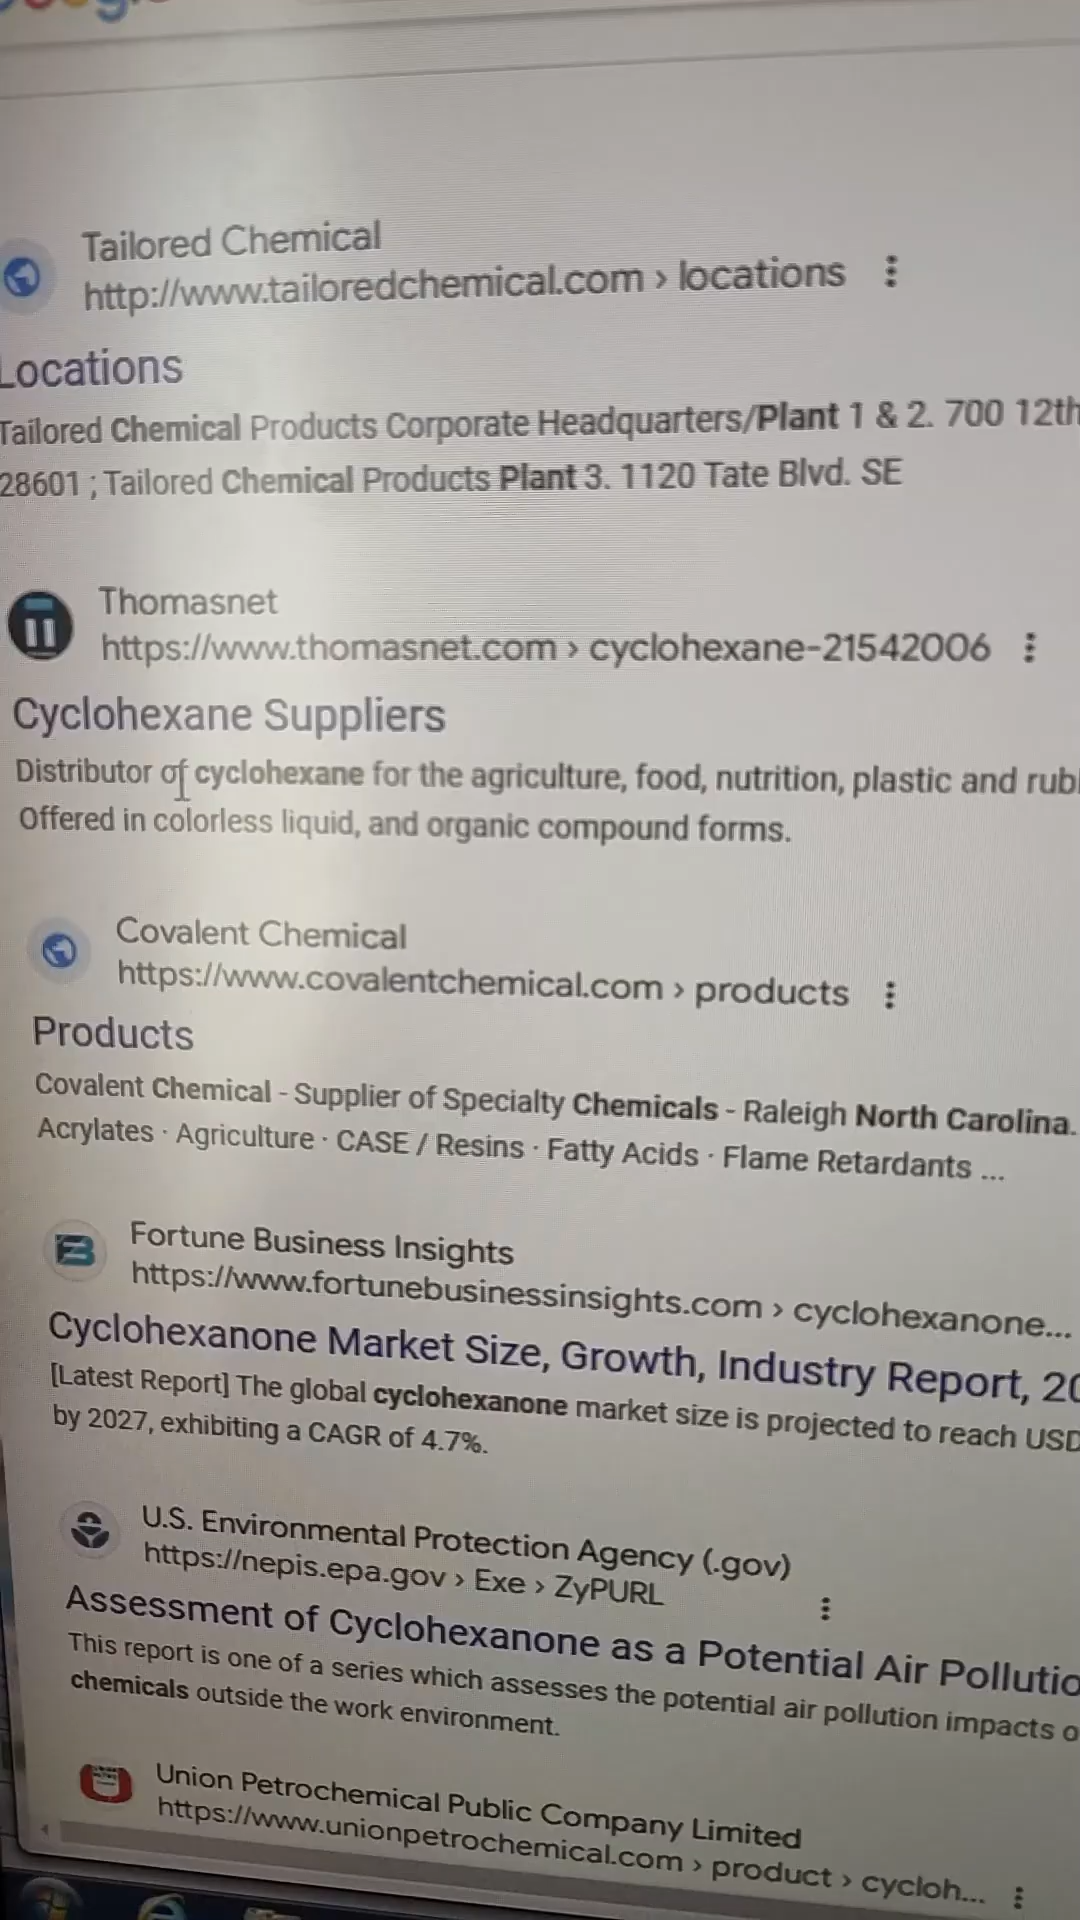 Tailored Chemical
http://www.tailoredchemical.com › locations
Locations
Tailored Chemical Products Corporate Headquarters/Plant 1 & 2. 700 12th
28601 ; Tailored Chemical Products Plant 3. 1120 Tate Blvd. SE
Thomasnet
https://www.thomasnet.com › cyclohexane-21542006
Cyclohexane Suppliers
Distributor of cyclohexane for the agriculture, food, nutrition, plastic and rub
Offered in colorless liquid, and organic compound forms.
Covalent Chemical
https://www.covalentchemical.com › products
Products
Covalent Chemical - Supplier of Specialty Chemicals - Raleigh North Carolina.
Acrylates · Agriculture · CASE / Resins · Fatty Acids · Flame Retardants ...
Fortune Business Insights
https://www.fortunebusinessinsights.com › cyclohexanone...
Cyclohexanone Market Size, Growth, Industry Report, 20
[Latest Report] The global cyclohexanone market size is projected to reach USD
by 2027, exhibiting a CAGR of 4.7%.
U.S. Environmental Protection Agency (.gov)
https://nepis.epa.gov › Exe › ZyPURL
Assessment of Cyclohexanone as a Potential Air Pollutio
This report is one of a series which assesses the potential air pollution impacts o
chemicals outside the work environment.
Union Petrochemical Public Company Limited
https://www.unionpetrochemical.com › product › cycloh...